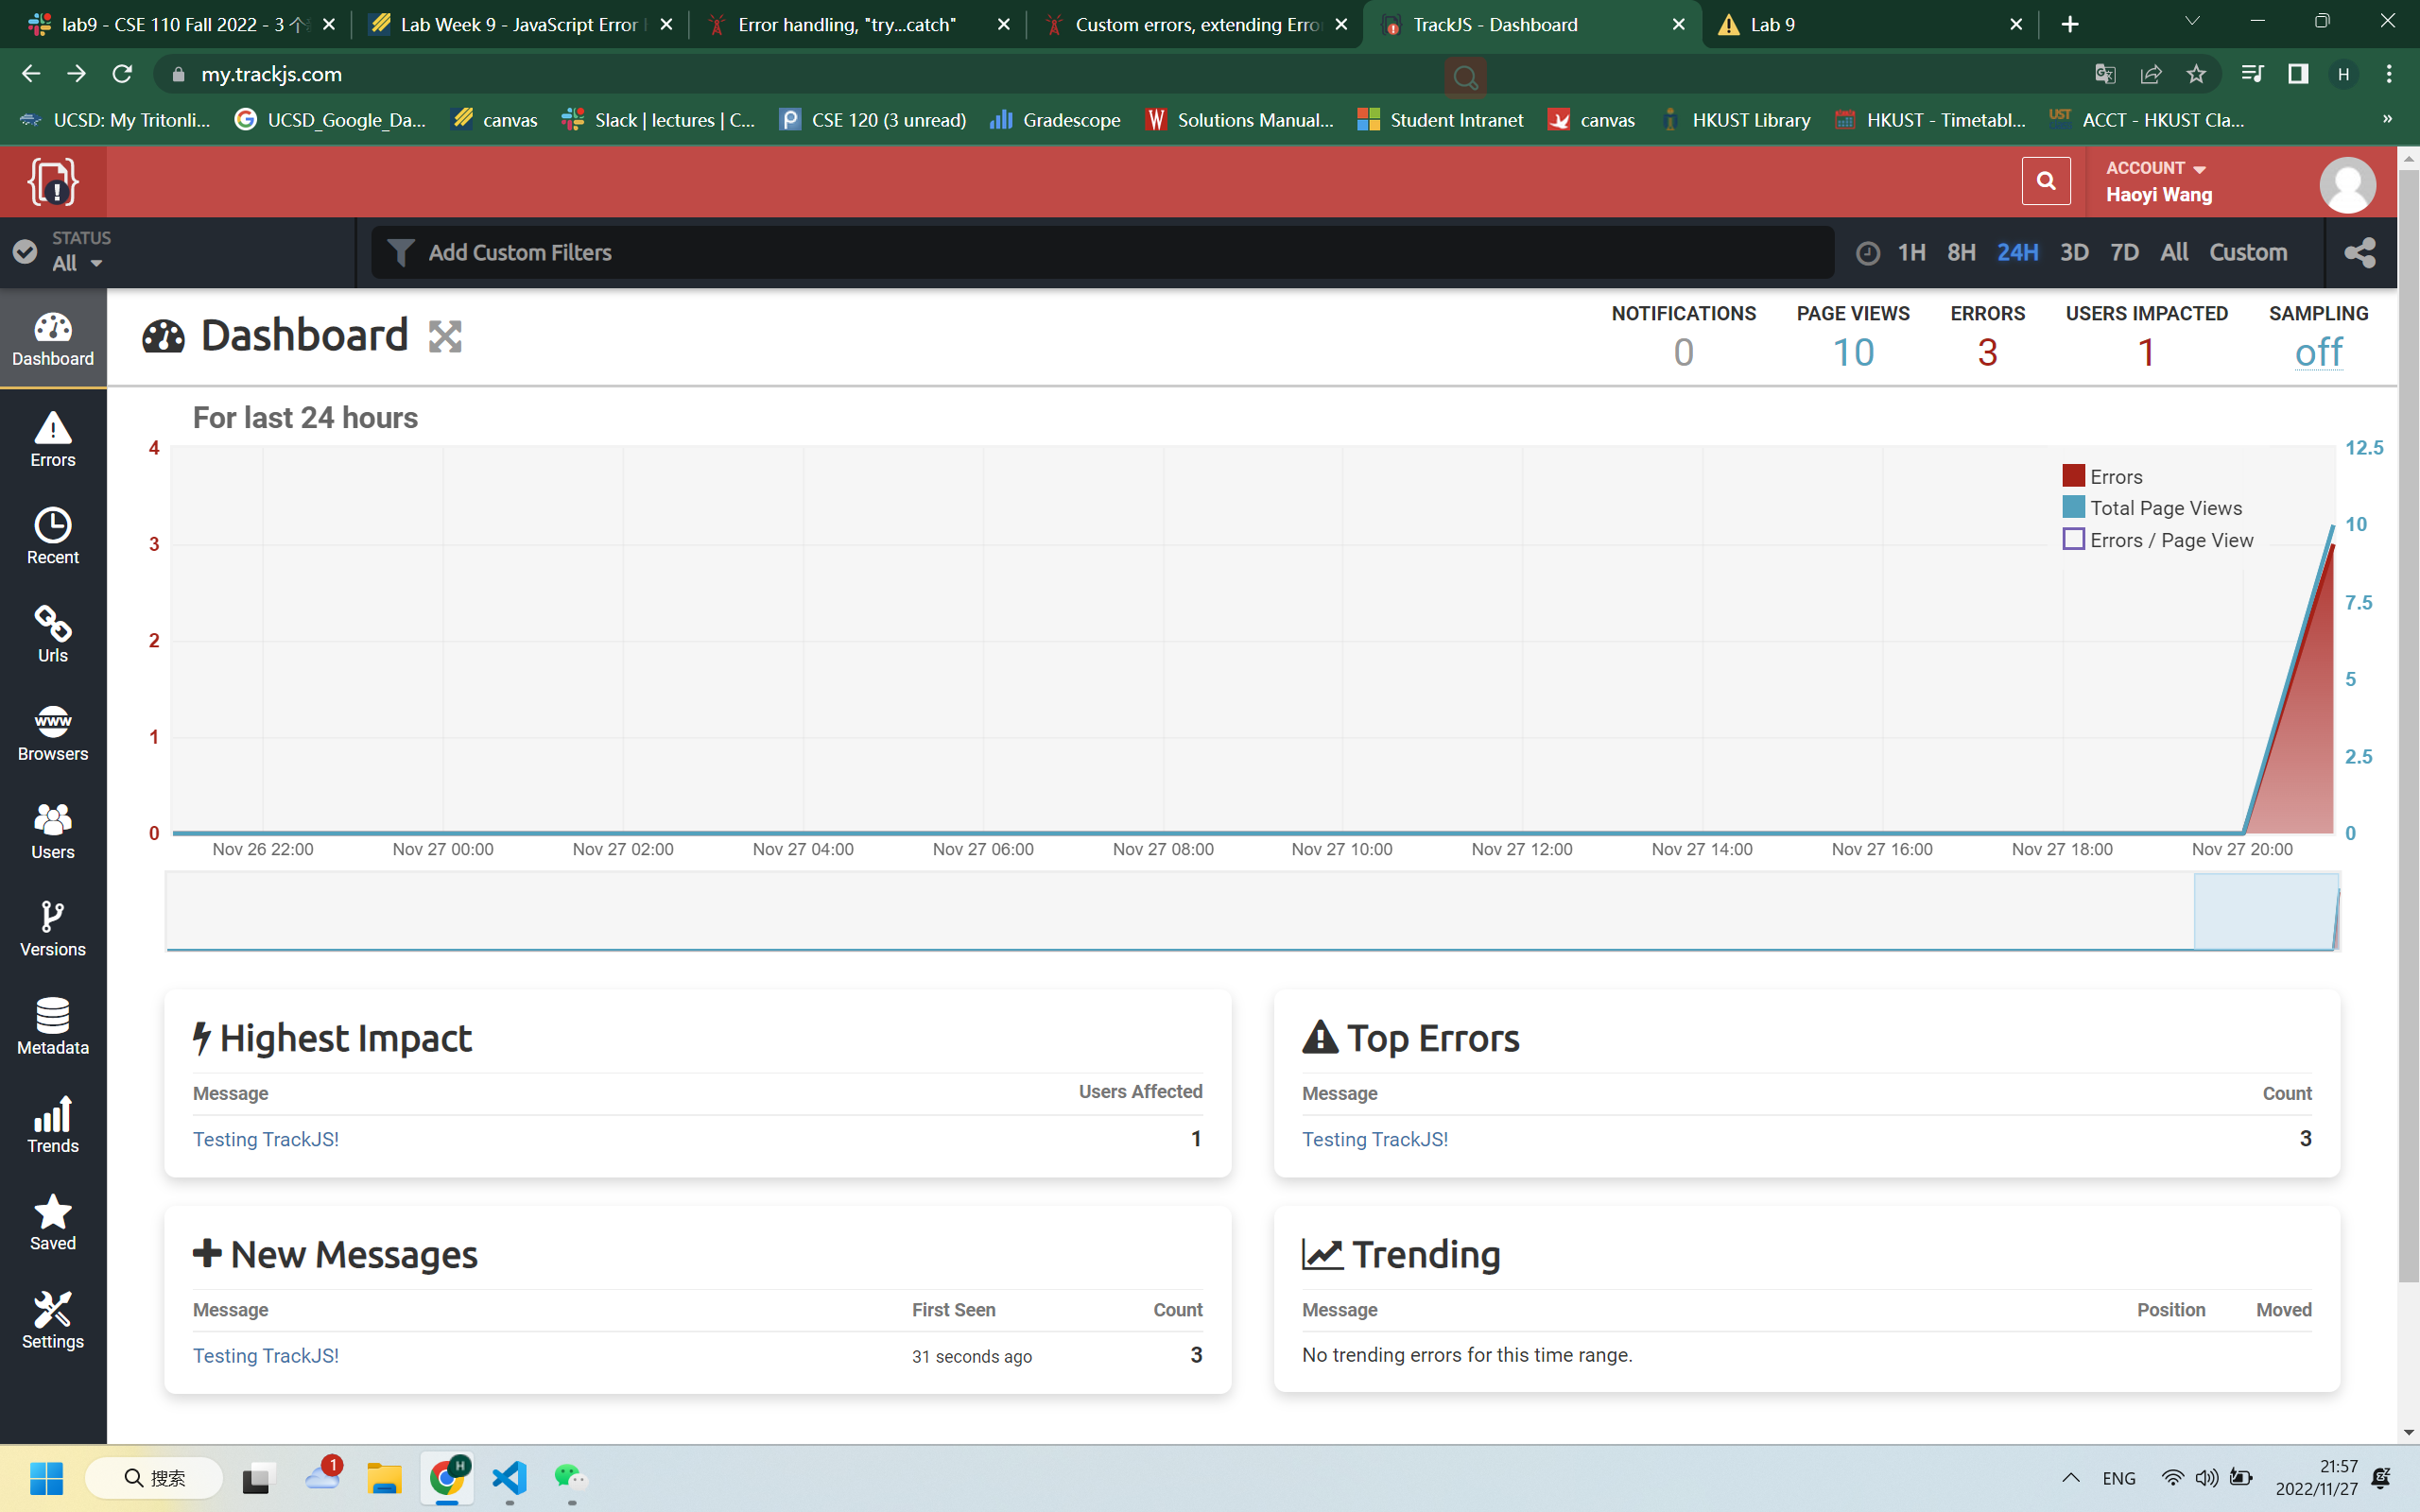 lab9 - CSE 110 Fall 2022 - 3 个
Lab Week 9 - JavaScript Error
Error handling, "try...catch"
Custom errors, extending Erro
TrackJS - Dashboard
Lab 9
my.trackjs.com
H
UCSD: My Tritonli...
UCSD_Google_Da...
canvas
Slack | lectures | C...
CSE 120 (3 unread)
Gradescope
Solutions Manual...
Student Intranet
canvas
HKUST Library
HKUST - Timetabl...
UST
ACCT - HKUST Cla...
»
ACCOUNT
Haoyi Wang
STATUS
All
Add Custom Filters
1H 8H 24H 3D 7D All Custom
Dashboard
Errors
Recent
Urls
WWW
Browsers
Users
Versions
Metadata
Trends
Saved
Settings
Dashboard
NOTIFICATIONS
0
PAGE VIEWS
10
ERRORS
3
USERS IMPACTED
1
SAMPLING
off
For last 24 hours
4
3
2
1
0
12.5
10
7.5
5
2.5
0
Errors
Total Page Views
Errors / Page View
Nov 26 22:00
Nov 27 00:00
Nov 27 02:00
Nov 27 04:00
Nov 27 06:00
Nov 27 08:00
Nov 27 10:00
Nov 27 12:00
Nov 27 14:00
Nov 27 16:00
Nov 27 18:00
Nov 27 20:00
Highest Impact
Message Users Affected
Testing TrackJS! 1
Top Errors
Message Count
Testing TrackJS! 3
New Messages
Message First Seen Count
Testing TrackJS! 31 seconds ago 3
Trending
Message Position Moved
No trending errors for this time range.
搜索
1
H
ENG
21:57
2022/11/27